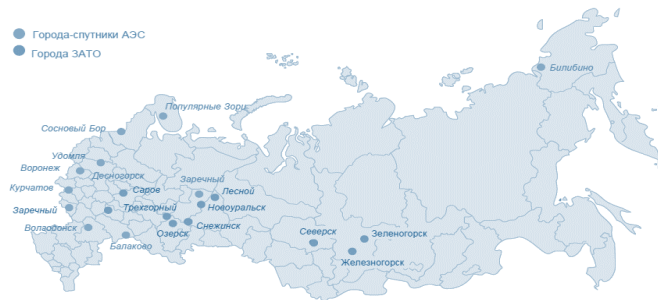 Города-спутники АЭС
Города ЗАТО
Билибино
Популярные Зори
Сосновый Бор
Удомля
Воронеж
Десногорск
Заречный
Курчатов
Саров
Лесной
Заречный
Трехгорный
Новоуральск
Волгодонск
Снежинск
Озерск
Балаково
Северск
Зеленогорск
Железногорск